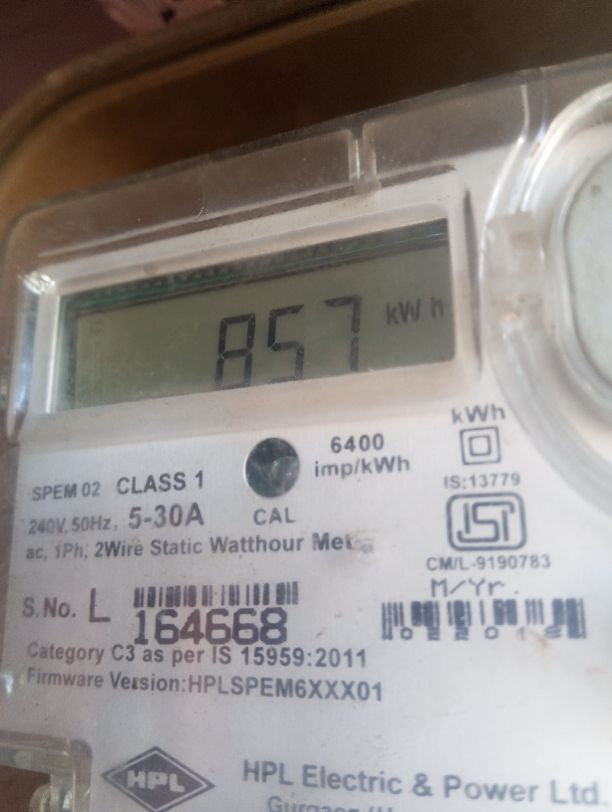 857 kWh
kWh
6400
imp/kWh
SPEM 02 CLASS 1
IS:13779
240V, 50Hz, 5-30A
CAL
ISI
ac, 1Ph, 2Wire Static Watthour
CM/L-9190783
M/Yr.
S.No. L 164668
Category C3 as per IS 15959:2011
Firmware Version:HPLSPEM6XXX01
HPL
HPL Electric & Power Ltd